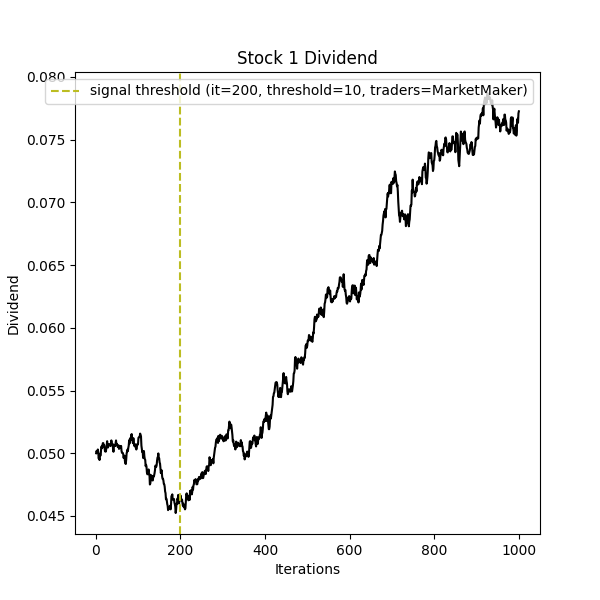 Stock 1 Dividend
signal threshold (it=200, threshold=10, traders=MarketMaker)
0.080
0.075
0.070
0.065
0.060
0.055
0.050
0.045
Dividend
0 200 400 600 800 1000
Iterations